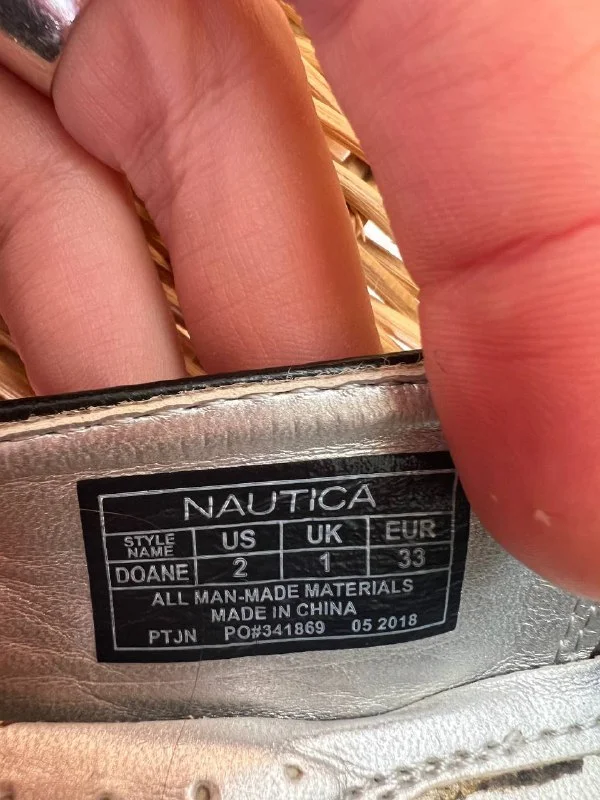 NAUTICA
STYLE NAME US UK EUR
DOANE 2 1 33
ALL MAN-MADE MATERIALS
MADE IN CHINA
PTJN PO#341869 05 2018